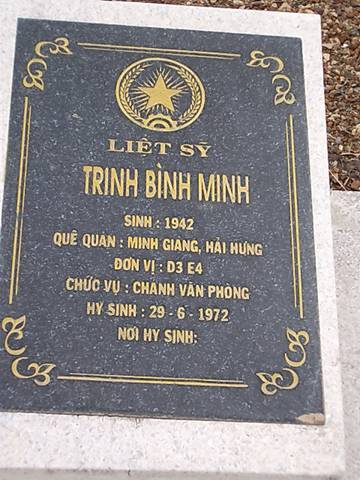 LIỆT SỸ
TRỊNH BÌNH MINH
SINH : 1942
QUÊ QUÁN : MINH GIANG, HẢI HƯNG
ĐƠN VỊ : D3 E4
CHỨC VỤ : CHÁNH VĂN PHÒNG
HY SINH : 29 - 6 - 1972
NƠI HY SINH: